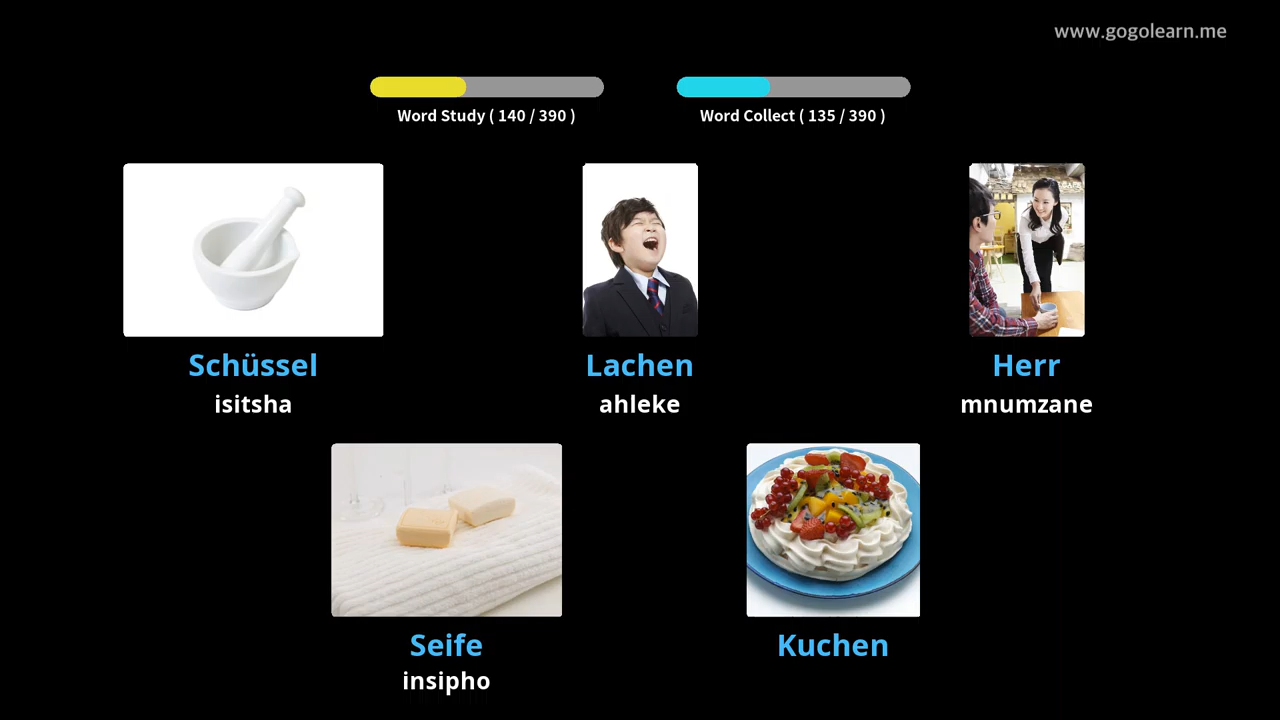 www.gogolearn.me
Word Study ( 140 / 390 )
Word Collect ( 135 / 390 )
Schüssel
isitsha
Lachen
ahleke
Herr
mnumzane
Seife
insipho
Kuchen